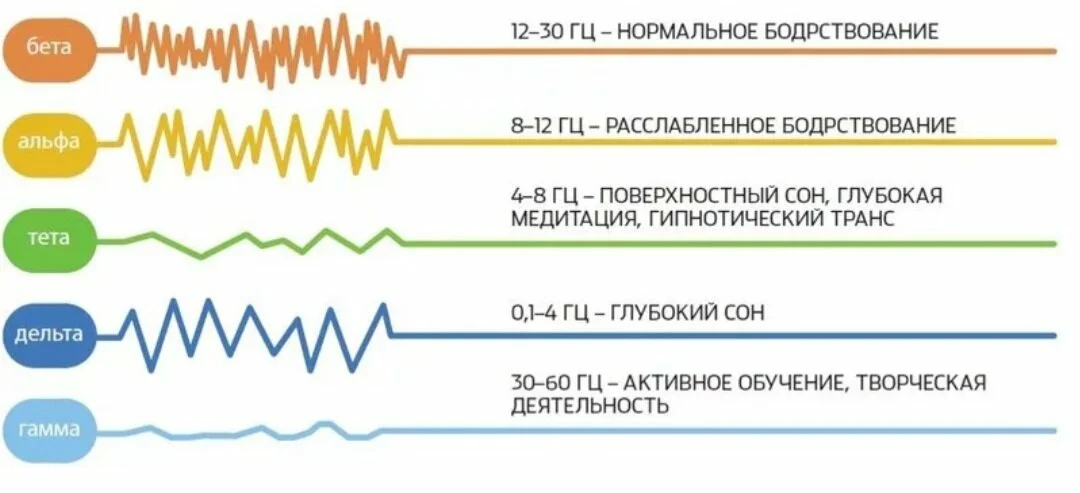 бета
12–30 ГЦ – НОРМАЛЬНОЕ БОДРСТВОВАНИЕ
альфа
8–12 ГЦ – РАССЛАБЛЕННОЕ БОДРСТВОВАНИЕ
тета
4–8 ГЦ – ПОВЕРХНОСТНЫЙ СОН, ГЛУБОКАЯ
МЕДИТАЦИЯ, ГИПНОТИЧЕСКИЙ ТРАНС
дельта
0,1–4 ГЦ – ГЛУБОКИЙ СОН
гамма
30–60 ГЦ – АКТИВНОЕ ОБУЧЕНИЕ, ТВОРЧЕСКАЯ
ДЕЯТЕЛЬНОСТЬ